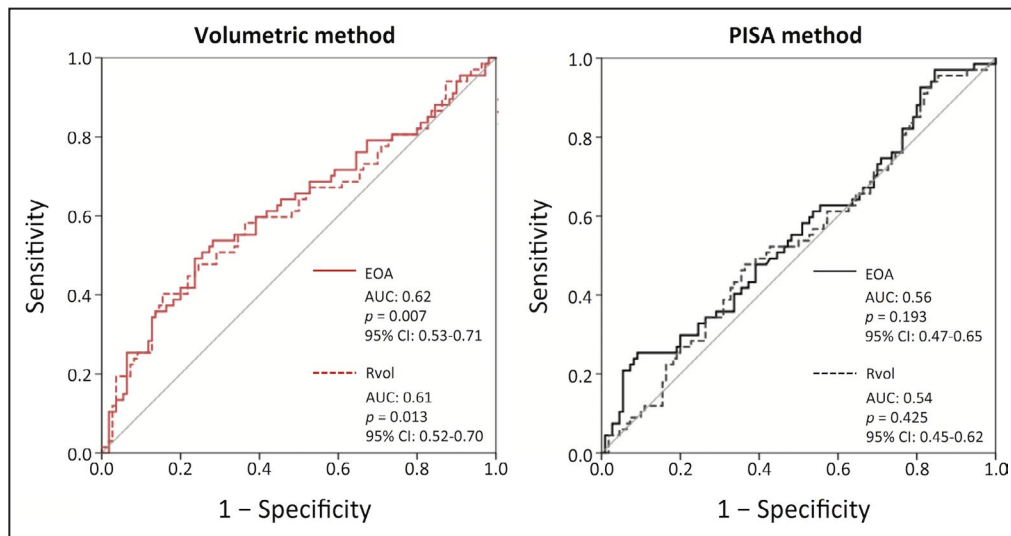 Volumetric method
1.0
0.8
0.6
0.4
0.2
0.0
Sensitivity
EOA
AUC: 0.62
p = 0.007
95% CI: 0.53-0.71
Rvol
AUC: 0.61
p = 0.013
95% CI: 0.52-0.70
0.0 0.2 0.4 0.6 0.8 1.0
1 − Specificity
PISA method
1.0
0.8
0.6
0.4
0.2
0.0
Sensitivity
EOA
AUC: 0.56
p = 0.193
95% CI: 0.47-0.65
Rvol
AUC: 0.54
p = 0.425
95% CI: 0.45-0.62
0.0 0.2 0.4 0.6 0.8 1.0
1 − Specificity